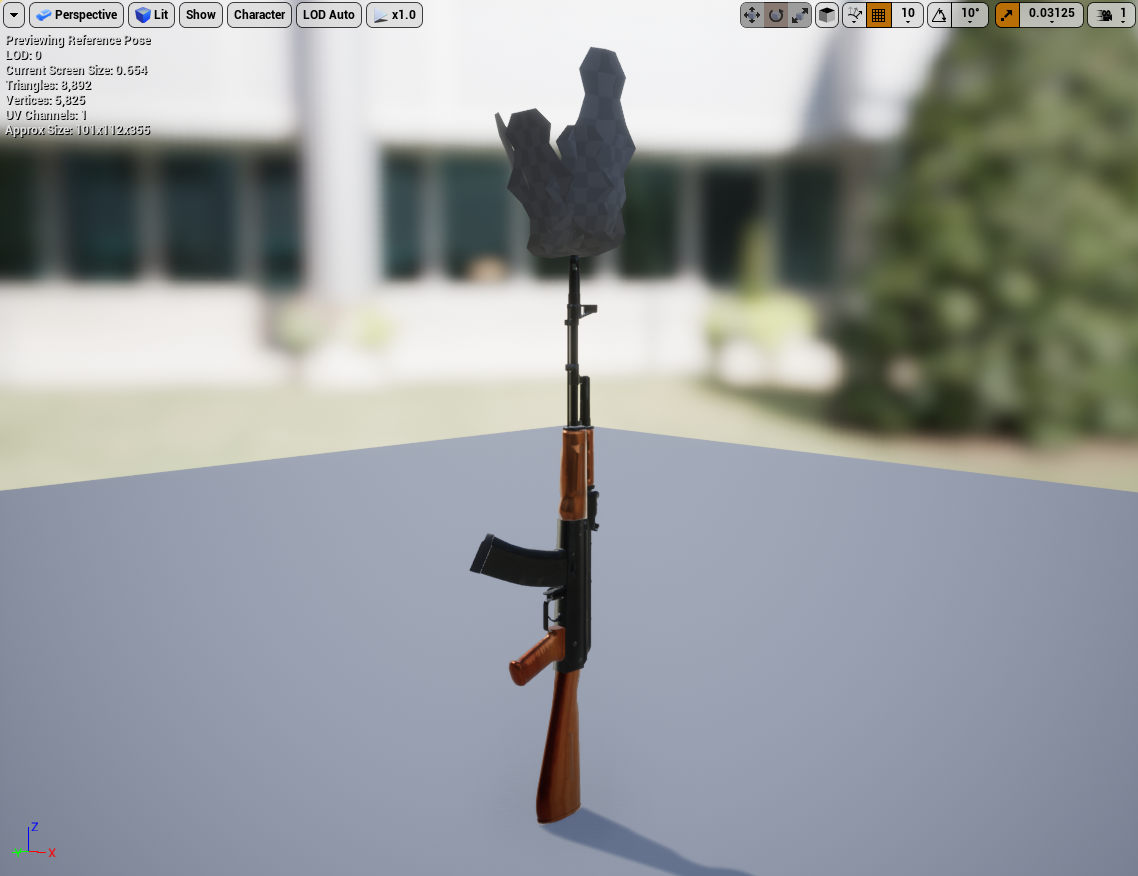 Perspective Lit Show Character LOD Auto x1.0 10 10° 0.03125 1
Previewing Reference Pose
LOD: 0
Current Screen Size: 0.654
Triangles: 8,892
Vertices: 5,825
UV Channels: 1
Approx Size: 101x112x355
Z
Y X